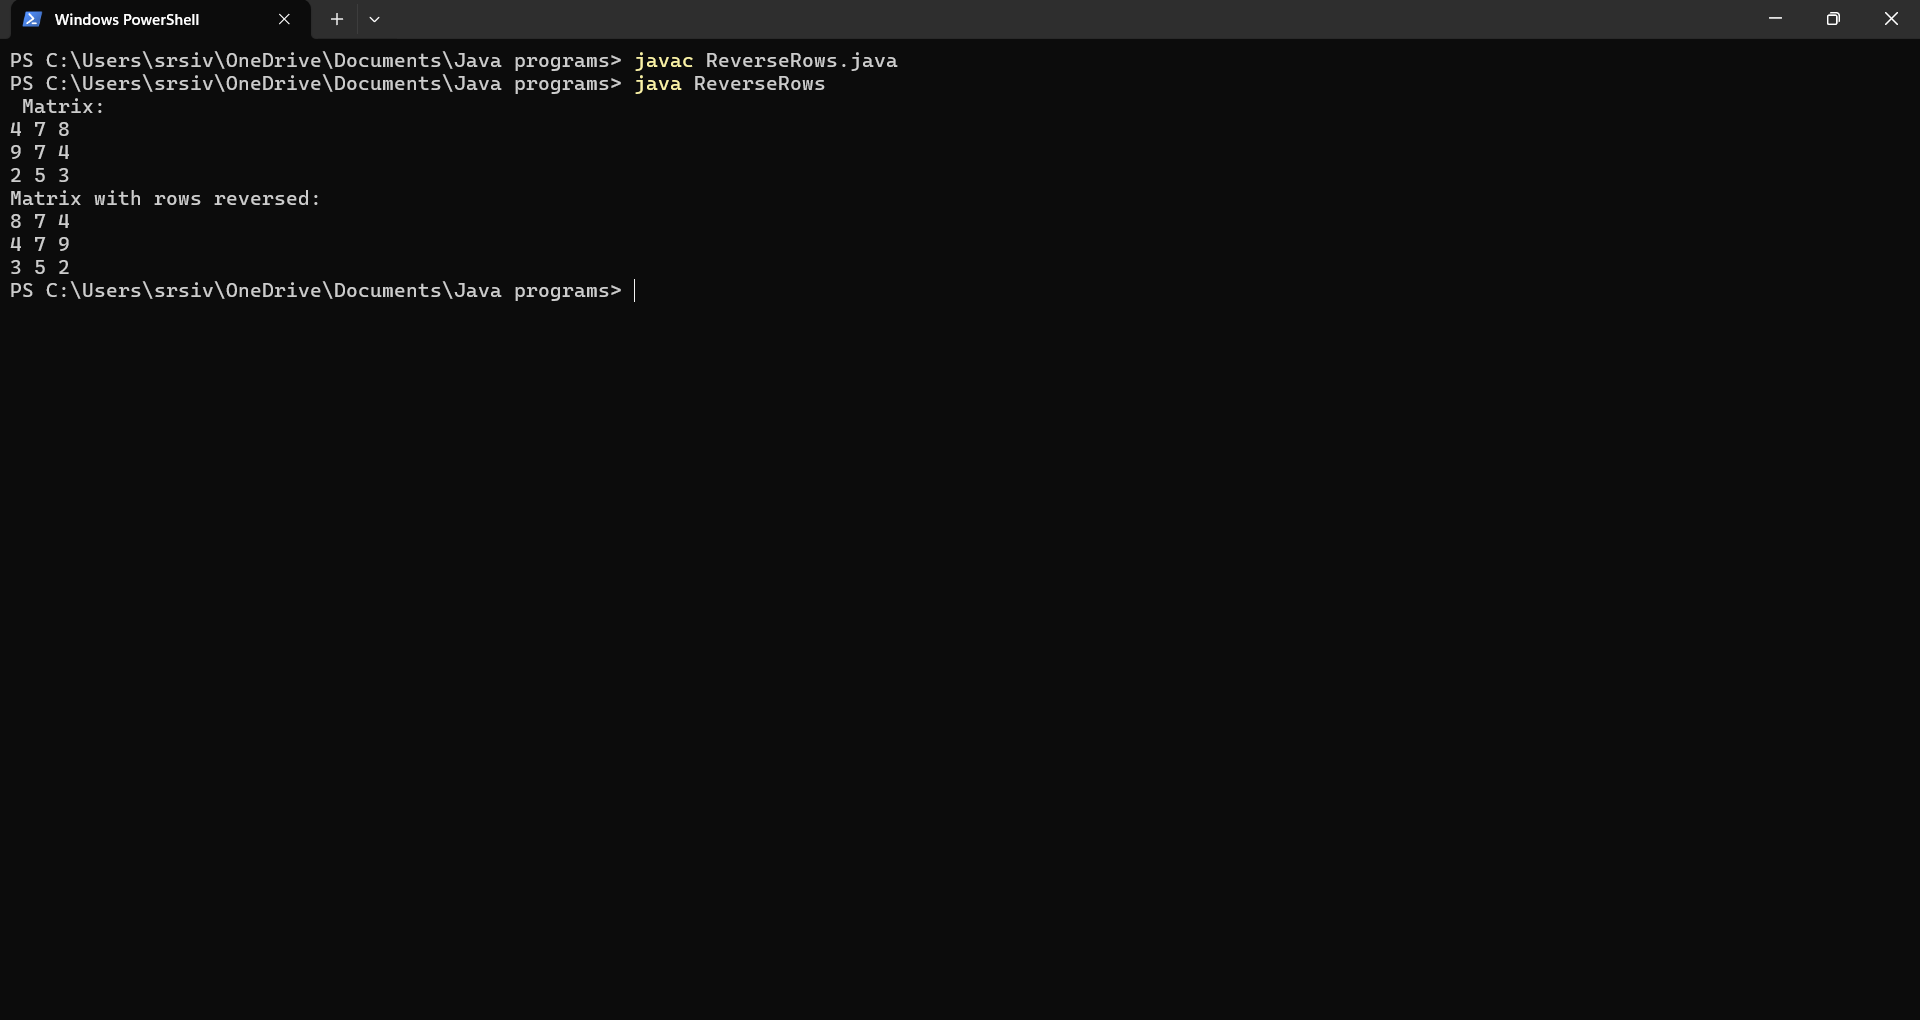 Windows PowerShell
PS C:\Users\srsiv\OneDrive\Documents\Java programs> javac ReverseRows.java
PS C:\Users\srsiv\OneDrive\Documents\Java programs> java ReverseRows
 Matrix:
4 7 8
9 7 4
2 5 3
Matrix with rows reversed:
8 7 4
4 7 9
3 5 2
PS C:\Users\srsiv\OneDrive\Documents\Java programs>